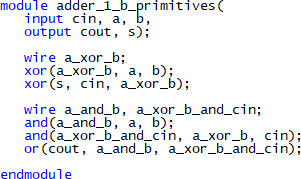 module adder_1_b_primitives(
input cin, a, b,
output cout, s);
wire a_xor_b;
xor(a_xor_b, a, b);
xor(s, cin, a_xor_b);
wire a_and_b, a_xor_b_and_cin;
and(a_and_b, a, b);
and(a_xor_b_and_cin, a_xor_b, cin);
or(cout, a_and_b, a_xor_b_and_cin);
endmodule